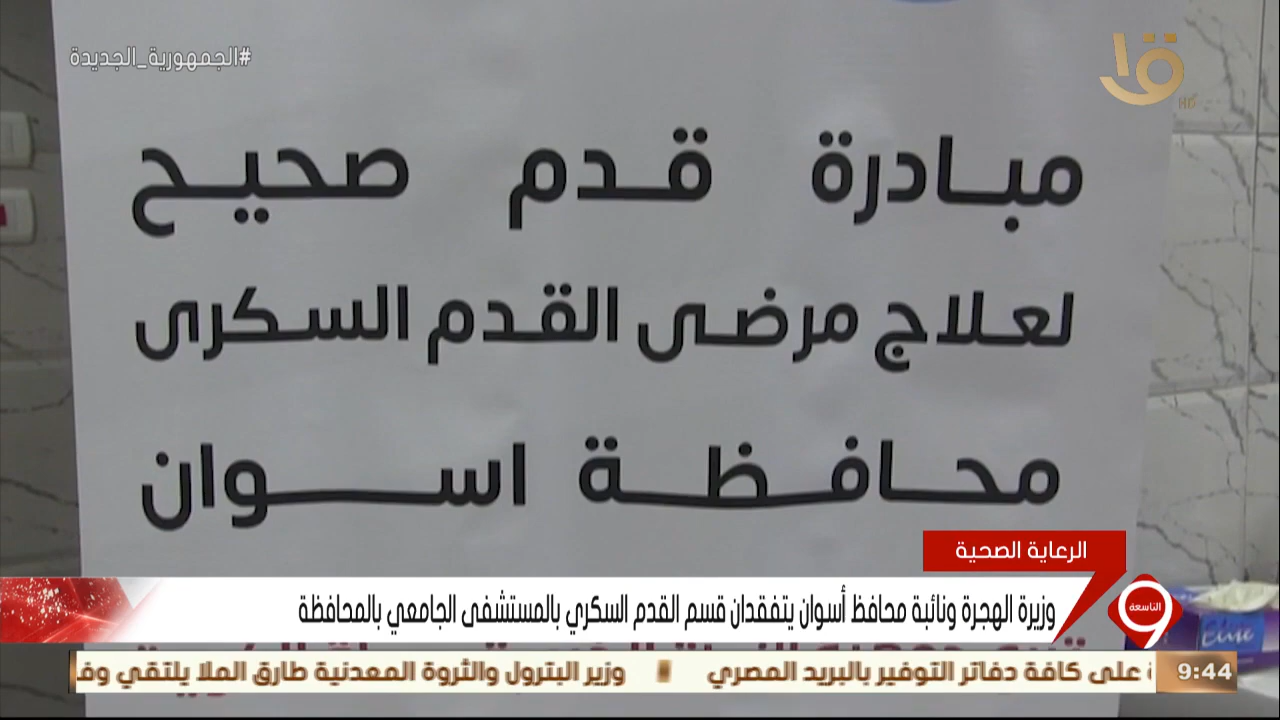 #الجمهورية_الجديدة
مبادرة قدم صحيح
لعلاج مرضى القدم السكرى
محافظة اسوان
الرعاية الصحية
التاسعة
9
وزيرة الهجرة ونائبة محافظ أسوان يتفقدان قسم القدم السكري بالمستشفى الجامعي بالمحافظة
Elite
9:44
على كافة دفاتر التوفير بالبريد المصري
وزير البترول والثروة المعدنية طارق الملا يلتقي